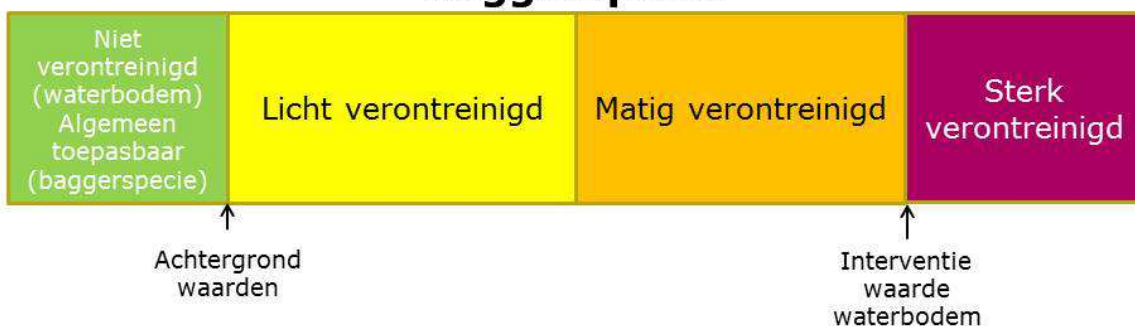 Niet
verontreinigd
(waterbodem)
Algemeen
toepasbaar
(baggerspecie)
Licht verontreinigd
Matig verontreinigd
Sterk
verontreinigd
Achtergrond
waarden
Interventie
waarde
waterbodem